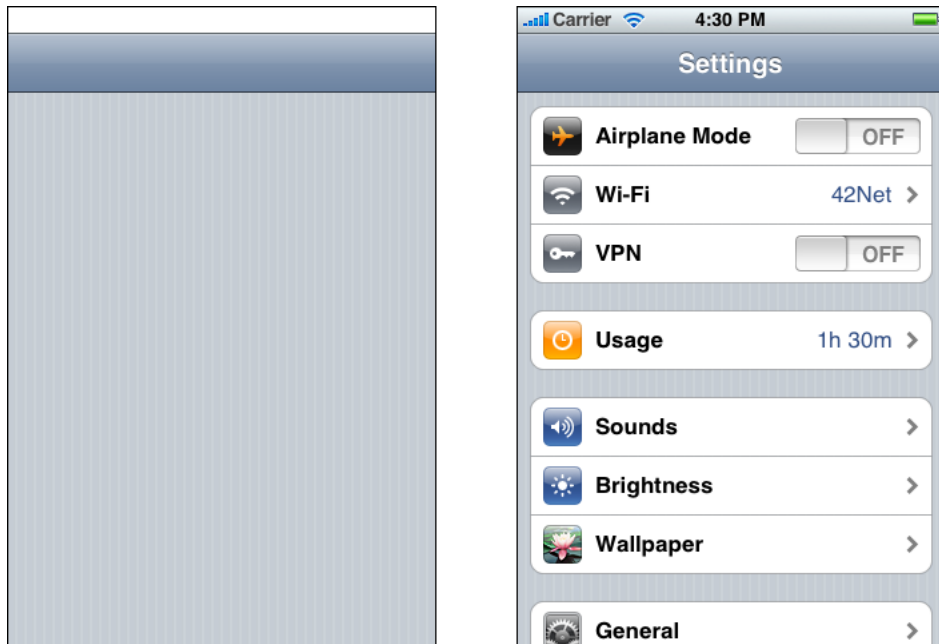 Carrier 4:30 PM
Settings
Airplane Mode OFF
Wi-Fi 42Net
VPN OFF
Usage 1h 30m
Sounds
Brightness
Wallpaper
General